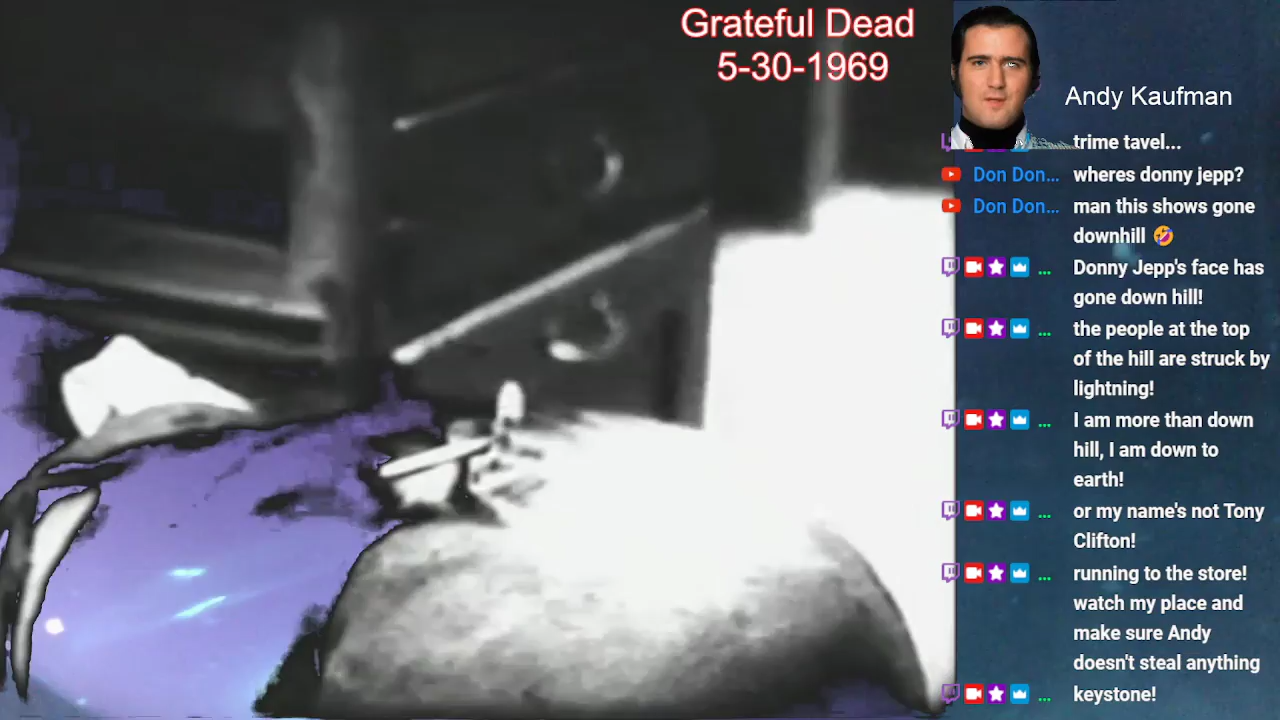 Grateful Dead
5-30-1969
Andy Kaufman
trime tavel...
Don Don... wheres donny jepp?
Don Don... man this shows gone
downhill 🤣
... Donny Jepp's face has
gone down hill!
... the people at the top
of the hill are struck by
lightning!
... I am more than down
hill, I am down to
earth!
... or my name's not Tony
Clifton!
... running to the store!
watch my place and
make sure Andy
doesn't steal anything
... keystone!